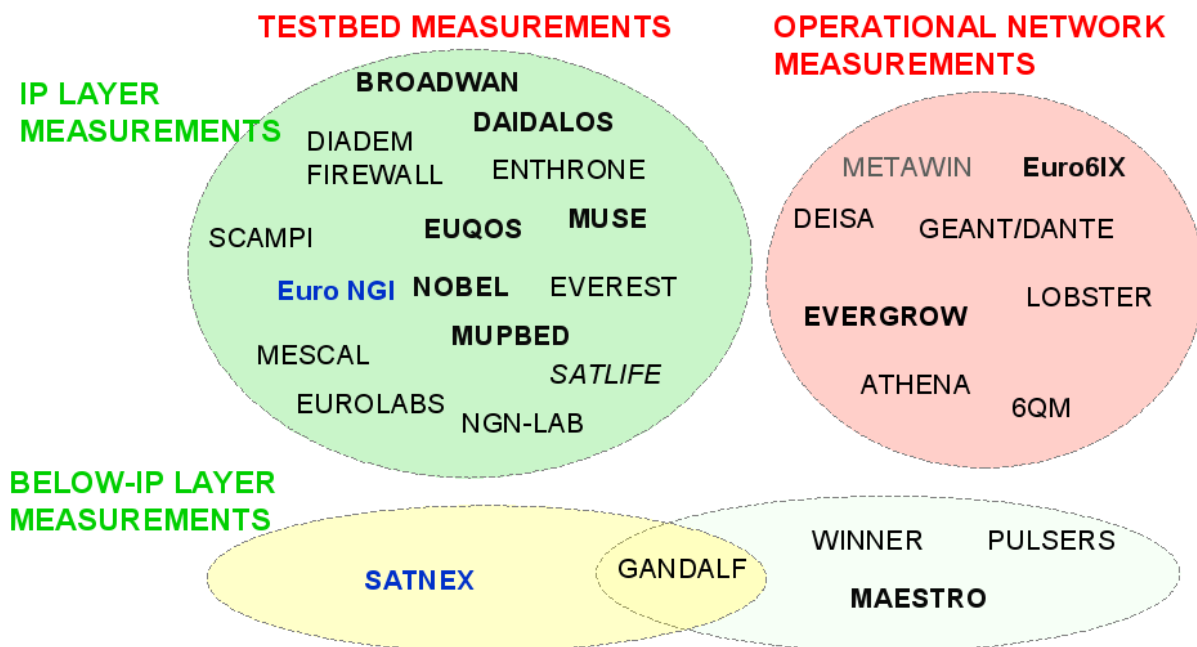 TESTBED MEASUREMENTS
OPERATIONAL NETWORK
MEASUREMENTS
IP LAYER
MEASUREMENTS
BROADWAN
DAIDALOS
DIADEM
FIREWALL
ENTHRONE
SCAMPI
EUQOS
MUSE
Euro NGI
NOBEL
EVEREST
MUPBED
MESCAL
SATLIFE
EUROLABS
NGN-LAB
METAWIN
Euro6IX
DEISA
GEANT/DANTE
LOBSTER
EVERGROW
ATHENA
6QM
BELOW-IP LAYER
MEASUREMENTS
SATNEX
GANDALF
WINNER
PULSERS
MAESTRO